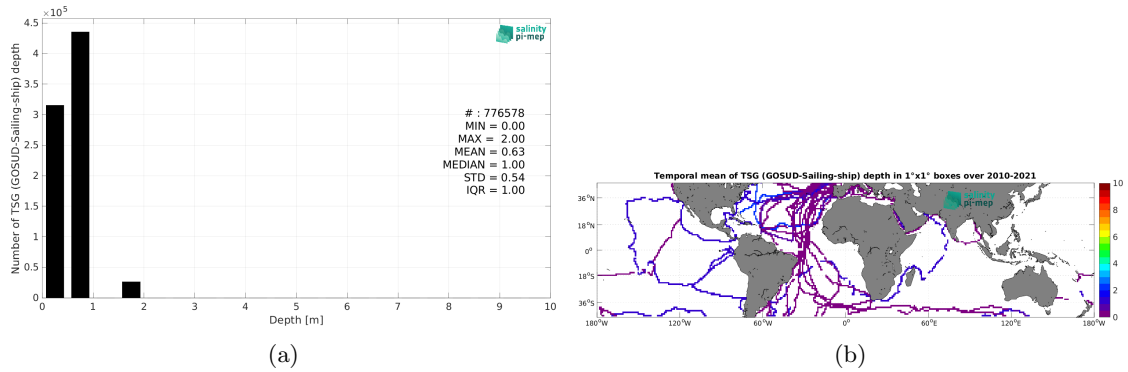 Number of TSG (GOSUD-Sailing-ship) depth
×10⁵
4.5
4
3.5
3
2.5
2
1.5
1
0.5
0
salinity
pi-mep
# : 776578
MIN = 0.00
MAX = 2.00
MEAN = 0.63
MEDIAN = 1.00
STD = 0.54
IQR = 1.00
0 1 2 3 4 5 6 7 8 9 10
Depth [m]
(a)
Temporal mean of TSG (GOSUD-Sailing-ship) depth in 1°x1° boxes over 2010-2021
36°N
18°N
0°
18°S
36°S
salinity
pi-mep
180°W 120°W 60°W 0° 60°E 120°E 180°W
10
8
6
4
2
0
(b)